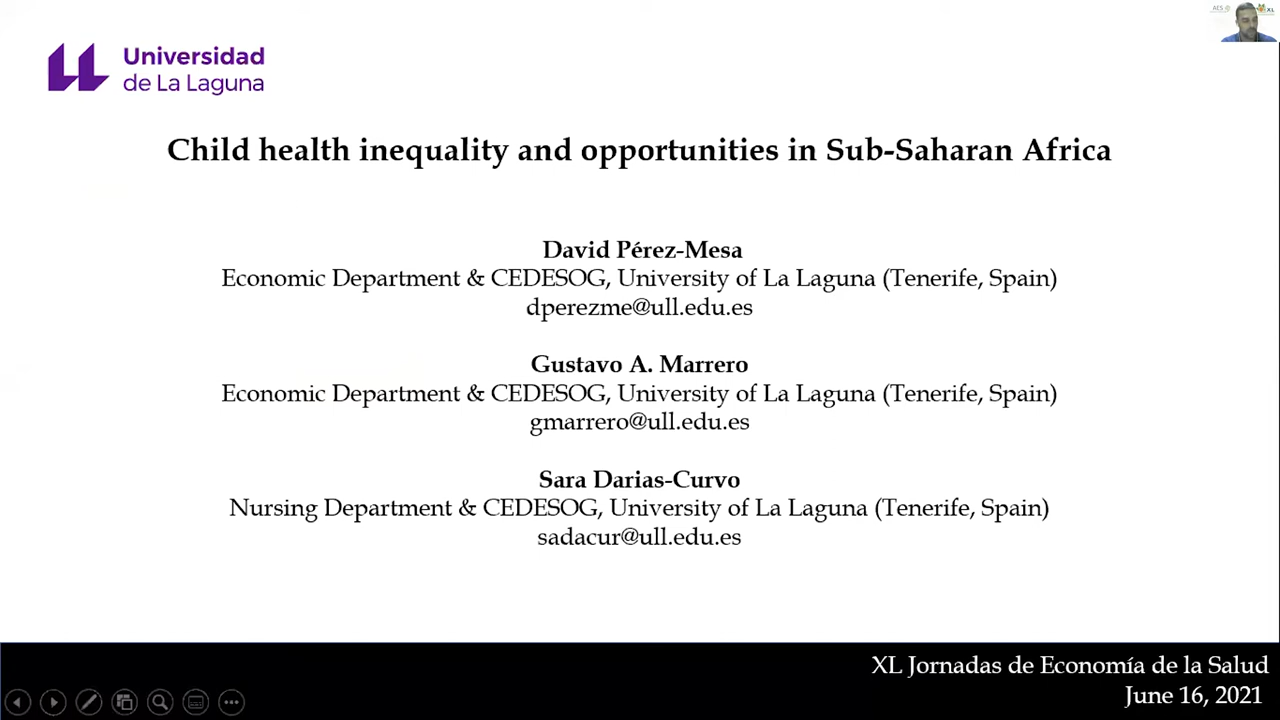 Universidad
de La Laguna
AES
XL
Child health inequality and opportunities in Sub-Saharan Africa
David Pérez-Mesa
Economic Department & CEDESOG, University of La Laguna (Tenerife, Spain)
dperezme@ull.edu.es
Gustavo A. Marrero
Economic Department & CEDESOG, University of La Laguna (Tenerife, Spain)
gmarrero@ull.edu.es
Sara Darias-Curvo
Nursing Department & CEDESOG, University of La Laguna (Tenerife, Spain)
sadacur@ull.edu.es
XL Jornadas de Economía de la Salud
June 16, 2021